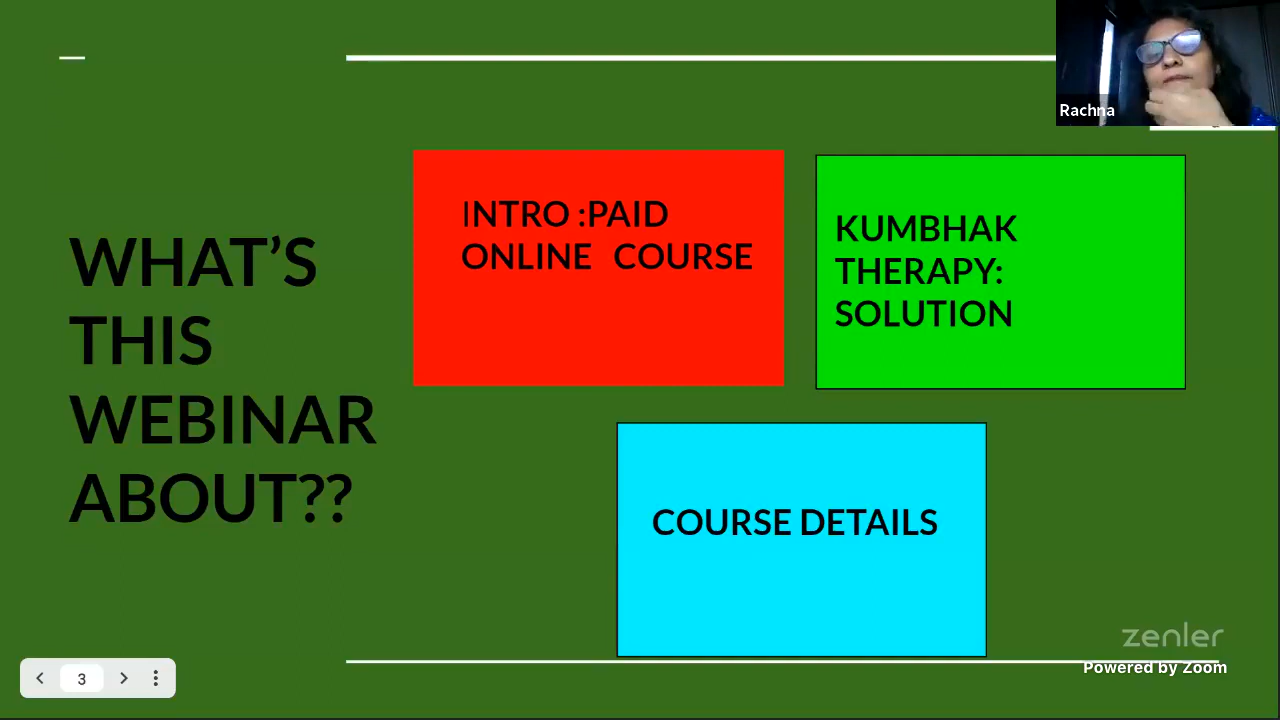 Rachna
WHAT’S
THIS
WEBINAR
ABOUT??
INTRO :PAID
ONLINE COURSE
KUMBHAK
THERAPY:
SOLUTION
COURSE DETAILS
zenler
Powered by Zoom
3